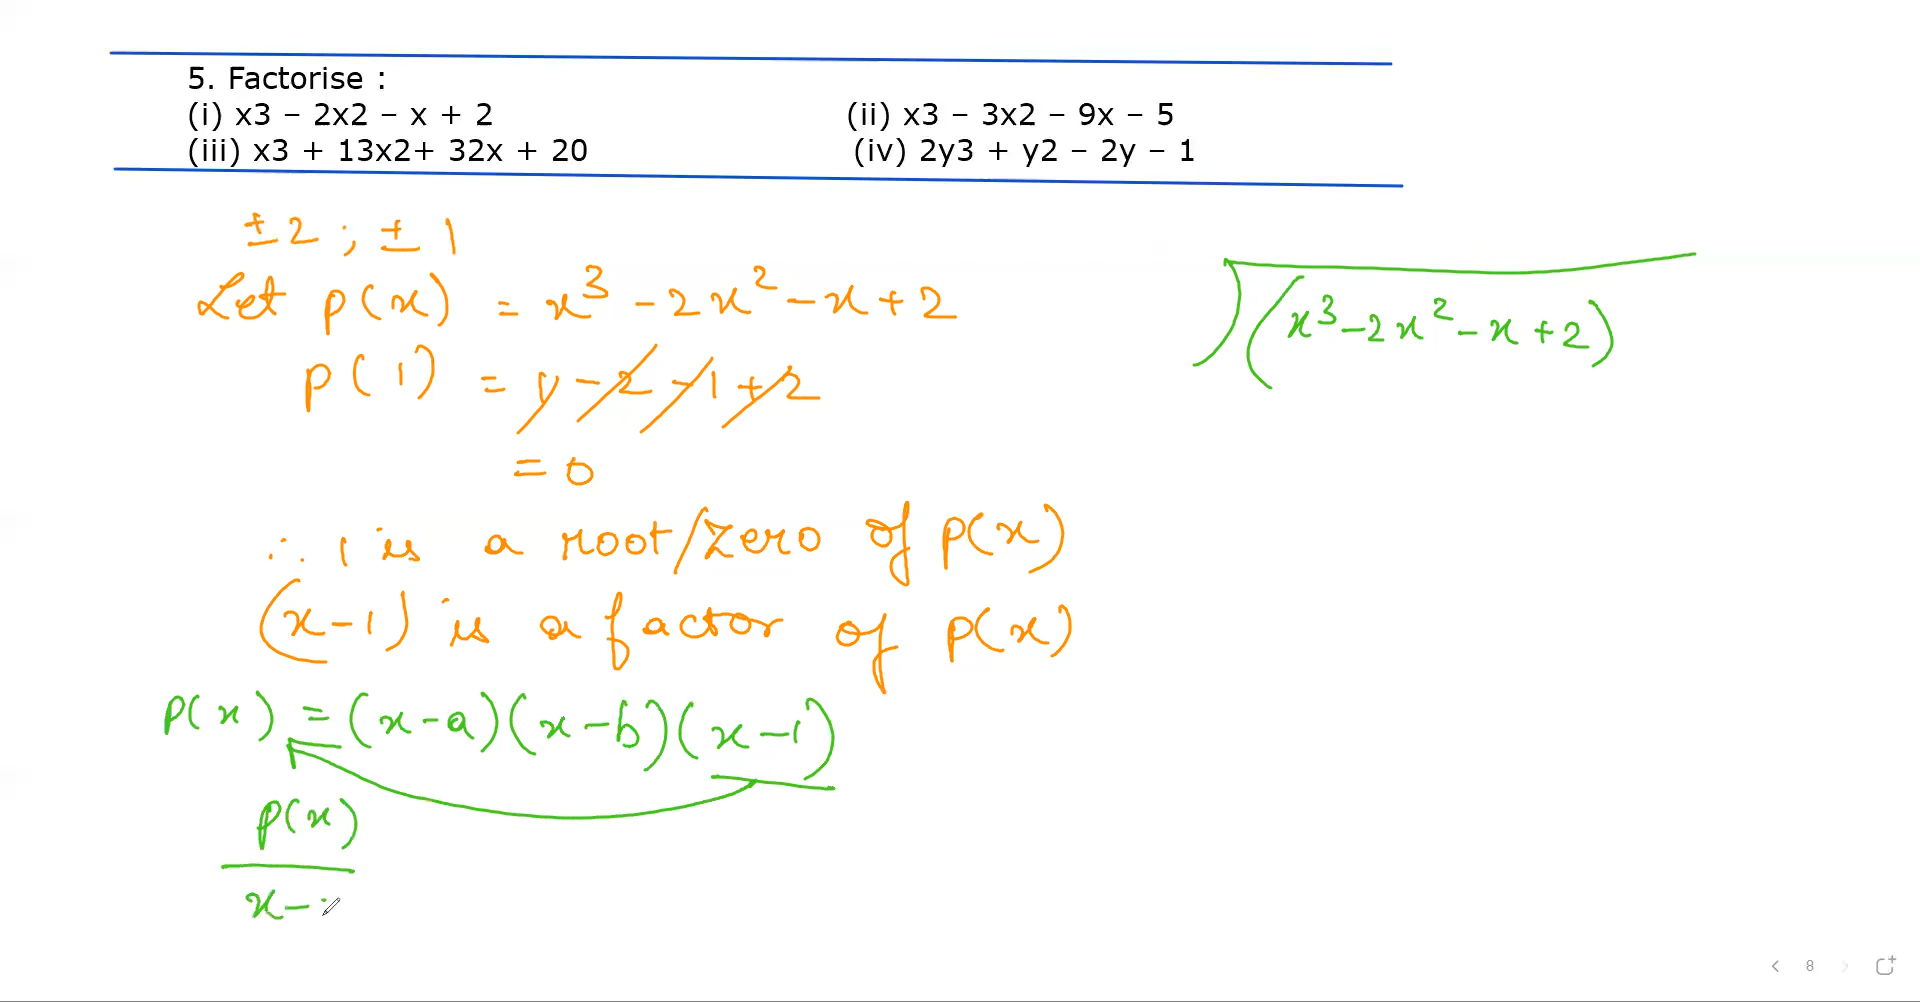 5. Factorise :
(i) x3 – 2x2 – x + 2 (ii) x3 – 3x2 – 9x – 5
(iii) x3 + 13x2+ 32x + 20 (iv) 2y3 + y2 – 2y – 1
±2 ; ± 1
Let p(x) = x³ - 2x² - x + 2
p(1) = 1 - 2 - 1 + 2
= 0
∴ 1 is a root/zero of p(x)
(x-1) is a factor of p(x)
P(x) = (x-a)(x-b)(x-1)
P(x)
x-
(x³ - 2x² - x + 2)
8